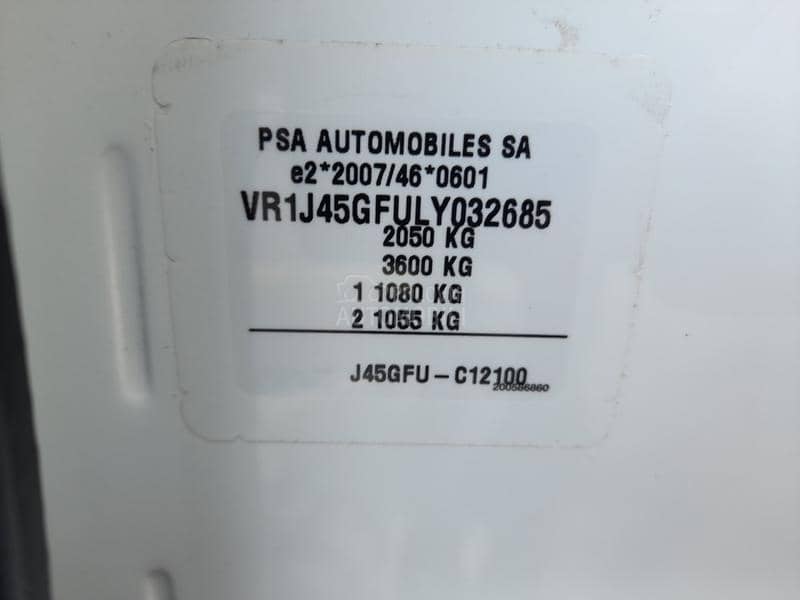 PSA AUTOMOBILES SA
e2*2007/46*0601
VR1J45GFULY032685
2050 KG
3600 KG
1 1080 KG
2 1055 KG
J45GFU-C12100
200586860